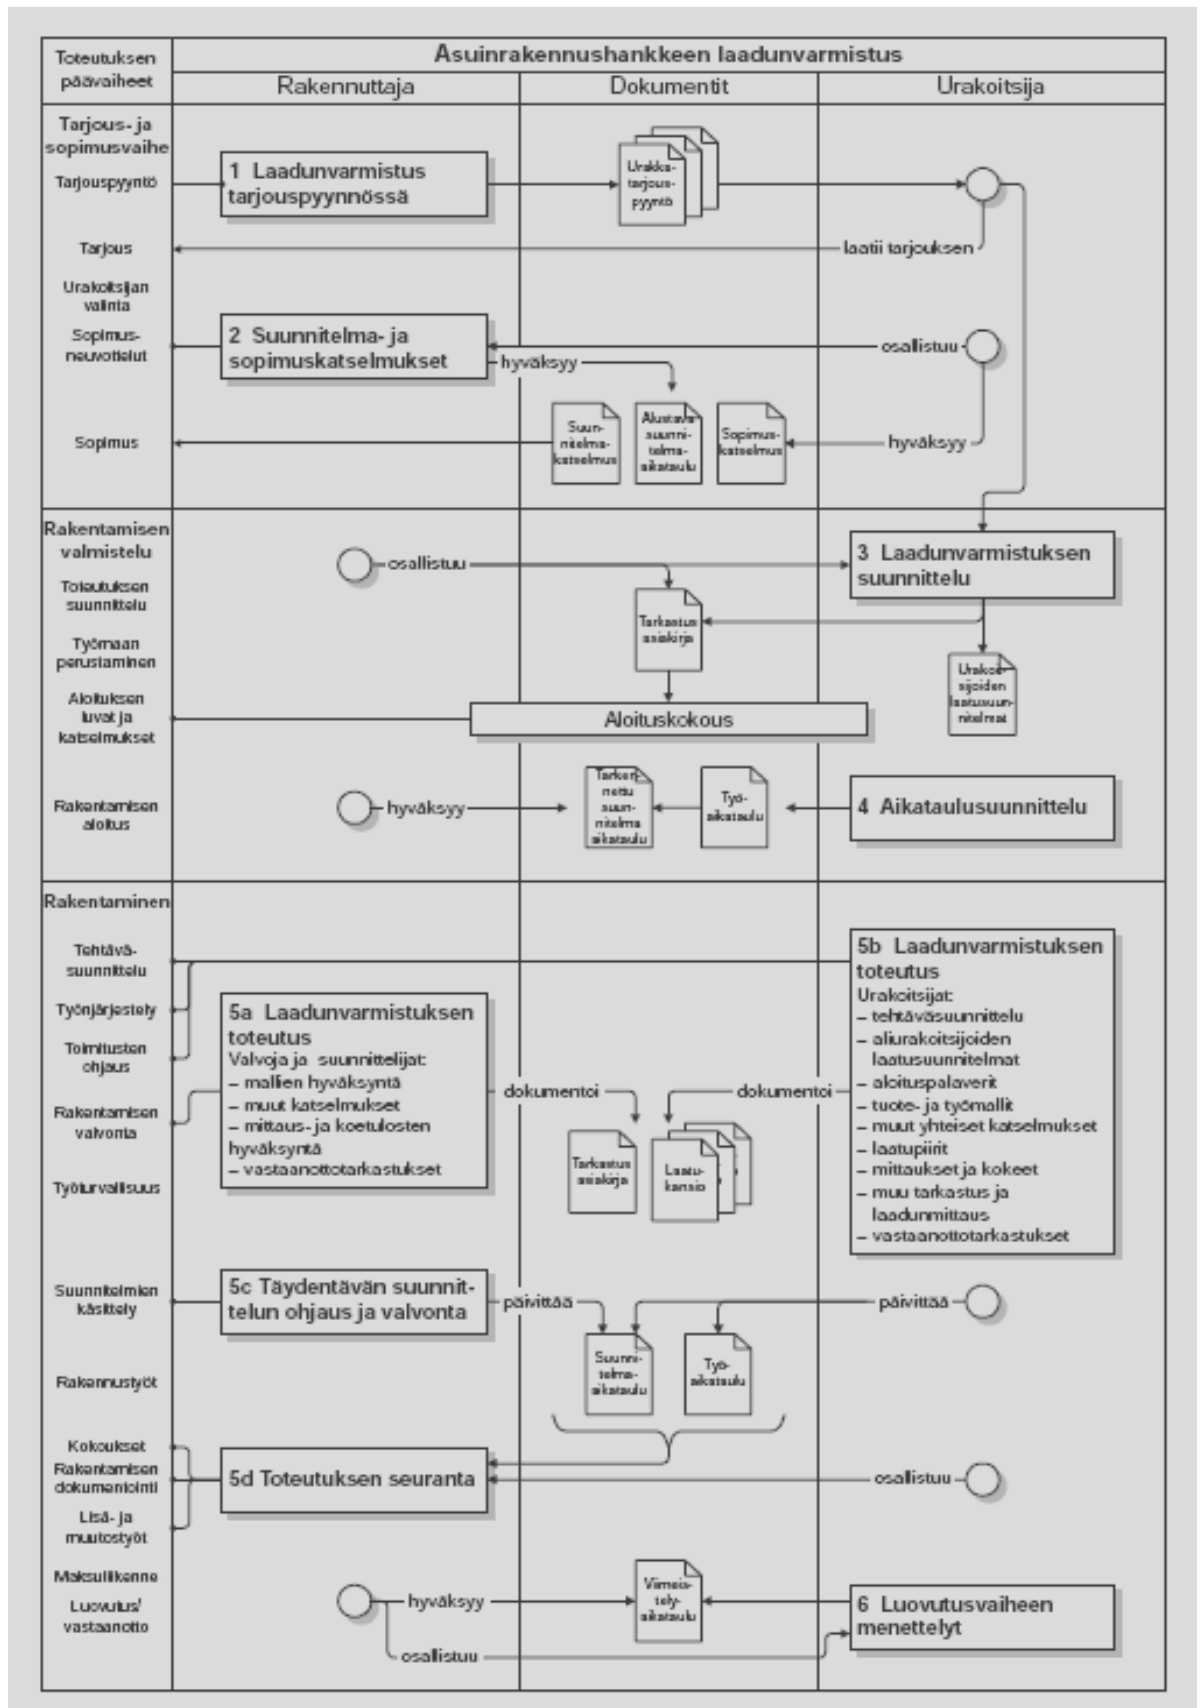 Toteutuksen
päävaiheet
Asuinrakennushankkeen laadunvarmistus
Rakennuttaja
Dokumentit
Urakoitsija
Tarjous- ja
sopimusvaihe
Tarjouspyyntö
1 Laadunvarmistus
tarjouspyynnössä
Urakka-
tarjous-
pyyntö
Tarjous
laatii tarjouksen
Urakoitsijan
valinta
Sopimus-
neuvottelut
2 Suunnitelma- ja
sopimuskatselmukset
osallistuu
hyväksyy
Sopimus
Suun-
nitelma-
katselmus
Alustava
suunni-
telma-
aikataulu
Sopimus-
katselmus
hyväksyy
Rakentamisen
valmistelu
Toteutuksen
suunnittelu
osallistuu
3 Laadunvarmistuksen
suunnittelu
Tarkastus
asiakirja
Työmaan
perustaminen
Urakoi-
sijoiden
laatusuun-
nitelmat
Aloituksen
luvat ja
katselmukset
Aloituskokous
Rakentamisen
aloitus
hyväksyy
Tarken-
nettu
suun-
nitelma
aikataulu
Työ-
aikataulu
4 Aikataulusuunnittelu
Rakentaminen
Tehtävä-
suunnittelu
Työnjärjestely
Toimitusten
ohjaus
Rakentamisen
valvonta
Työturvallisuus
5a Laadunvarmistuksen
toteutus
Valvoja ja suunnittelijat:
– mallien hyväksyntä
– muut katselmukset
– mittaus- ja koetulosten
hyväksyntä
– vastaanottotarkastukset
dokumentoi
dokumentoi
Tarkastus
asiakirja
Laatu-
kansio
5b Laadunvarmistuksen
toteutus
Urakoitsijat:
– tehtäväsuunnittelu
– aliurakoitsijoiden
laatusuunnitelmat
– aloituspalaverit
– tuote- ja työmallit
– muut yhteiset katselmukset
– laatupiirit
– mittaukset ja kokeet
– muu tarkastus ja
laadunmittaus
– vastaanottotarkastukset
Suunnitelmien
käsittely
5c Täydentävän suunnit-
telun ohjaus ja valvonta
päivittää
päivittää
Suunni-
telma-
aikataulu
Työ-
aikataulu
Rakennustyöt
Kokoukset
Rakentamisen
dokumentointi
Lisä- ja
muutostyöt
5d Toteutuksen seuranta
osallistuu
Maksuliikenne
Luovutus/
vastaanotto
hyväksyy
osallistuu
Viimeis-
tely-
aikataulu
6 Luovutusvaiheen
menettelyt